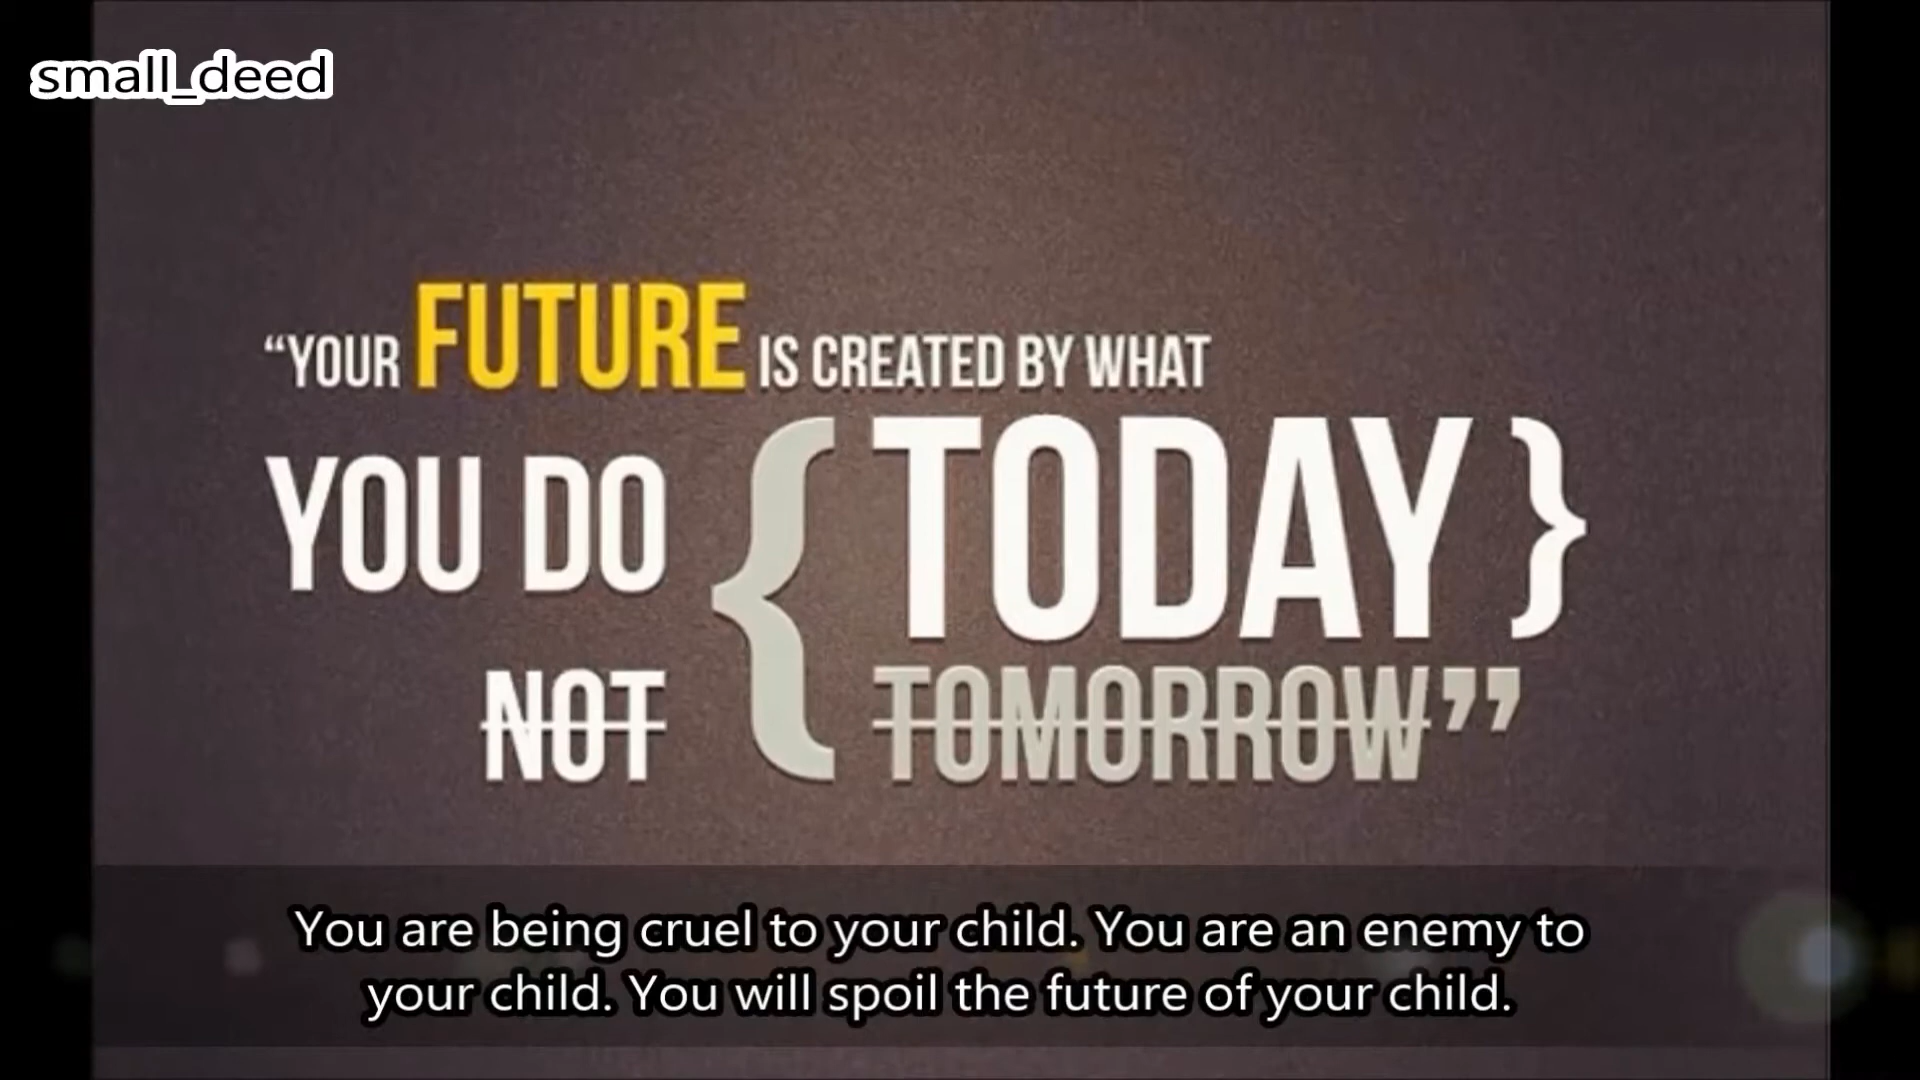 small_deed
“YOUR FUTURE IS CREATED BY WHAT
YOU DO { TODAY }
NOT TOMORROW”
You are being cruel to your child. You are an enemy to
your child. You will spoil the future of your child.